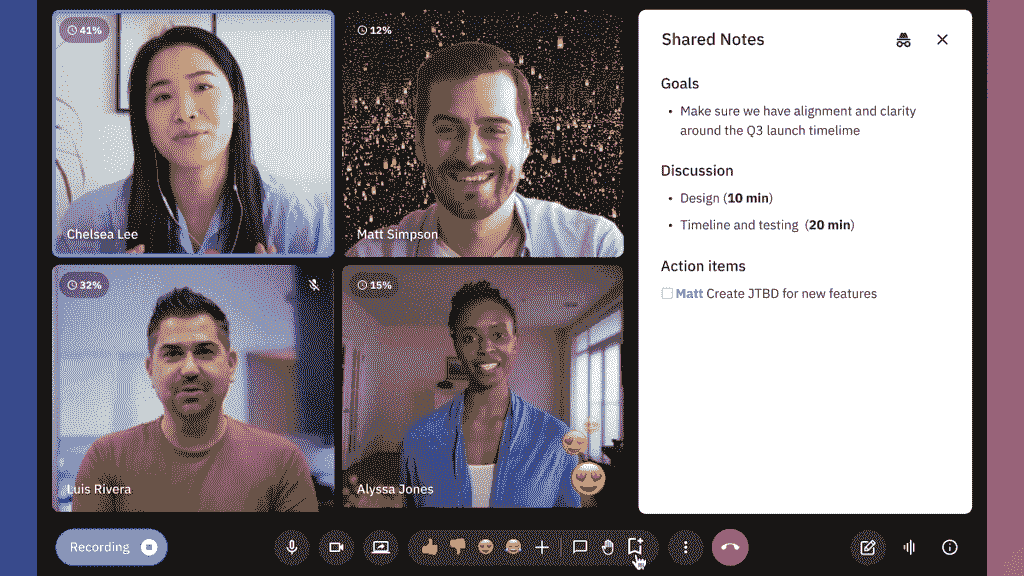 41%
Chelsea Lee
12%
Matt Simpson
32%
Luis Rivera
15%
Alyssa Jones
Shared Notes
Goals
• Make sure we have alignment and clarity
around the Q3 launch timelime
Discussion
• Design (10 min)
• Timeline and testing (20 min)
Action items
Matt Create JTBD for new features
Recording